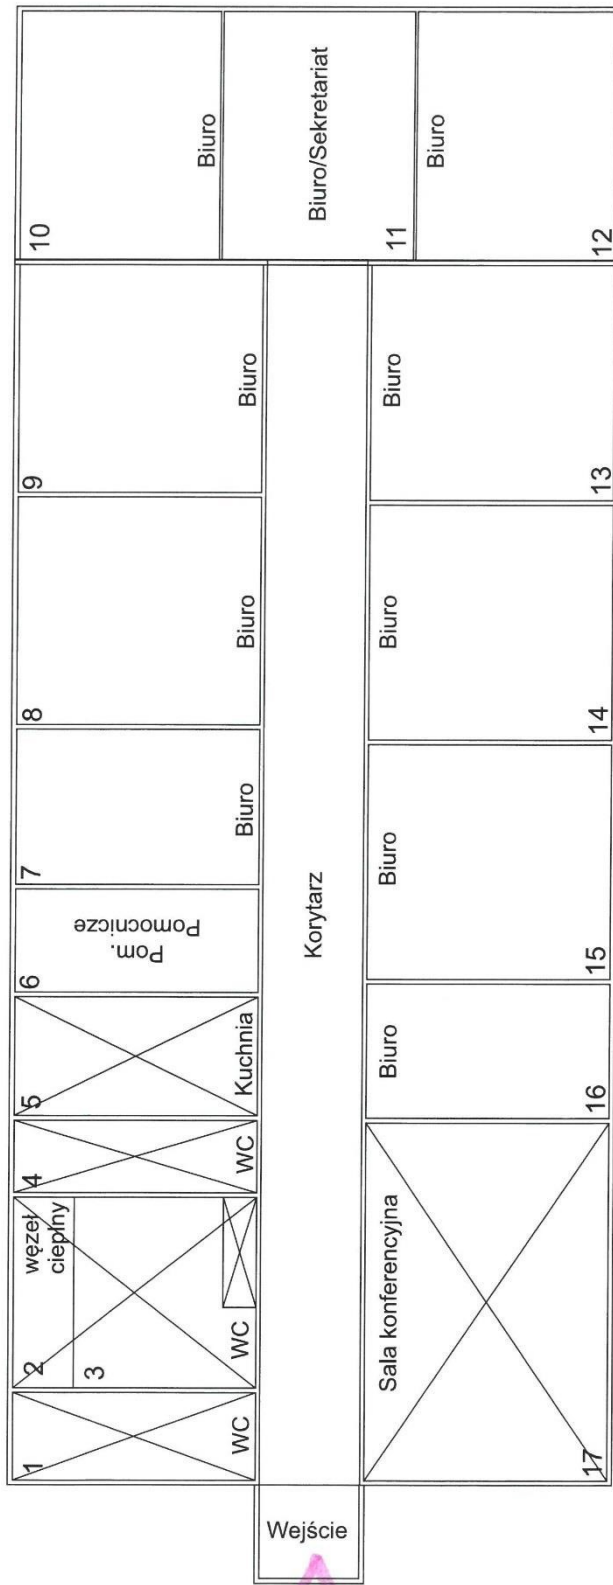 10
Biuro
Biuro/Sekretariat
11
Biuro
12
9
Biuro
Biuro
13
8
Biuro
Biuro
14
7
Biuro
Biuro
15
6
Pom.
Pomocnicze
Korytarz
5
Kuchnia
Biuro
16
4
WC
2
węzeł
cieplny
3
WC
Sala konferencyjna
17
1
WC
Wejście